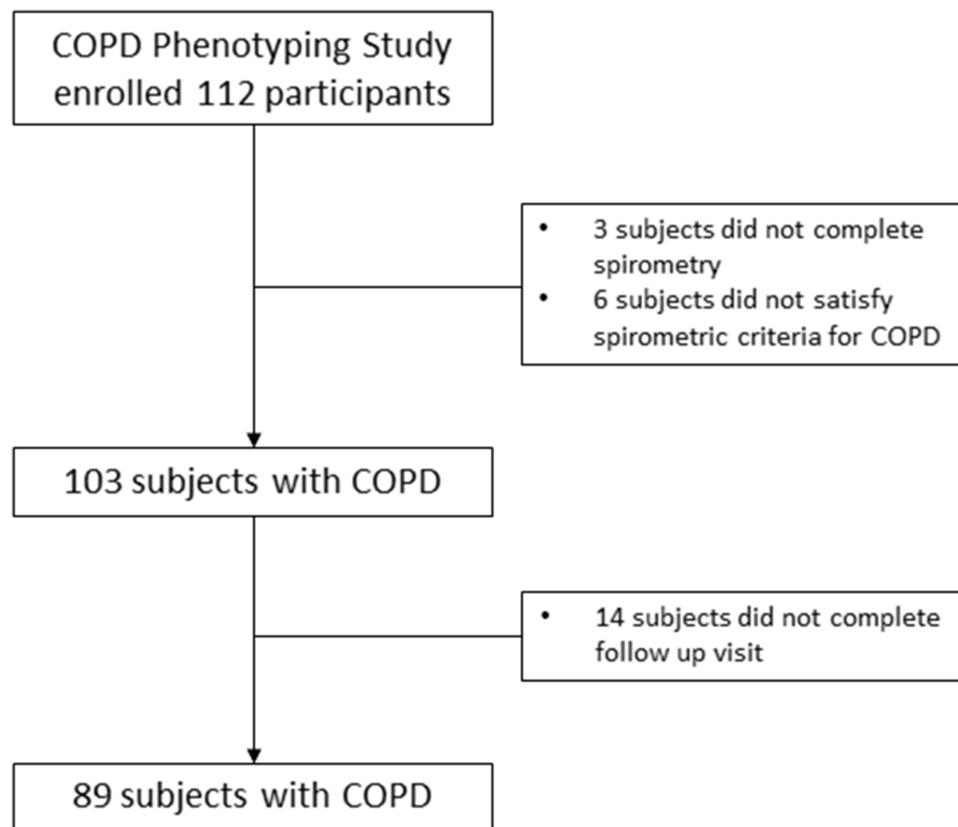 COPD Phenotyping Study
enrolled 112 participants
• 3 subjects did not complete
spirometry
• 6 subjects did not satisfy
spirometric criteria for COPD
103 subjects with COPD
• 14 subjects did not complete
follow up visit
89 subjects with COPD